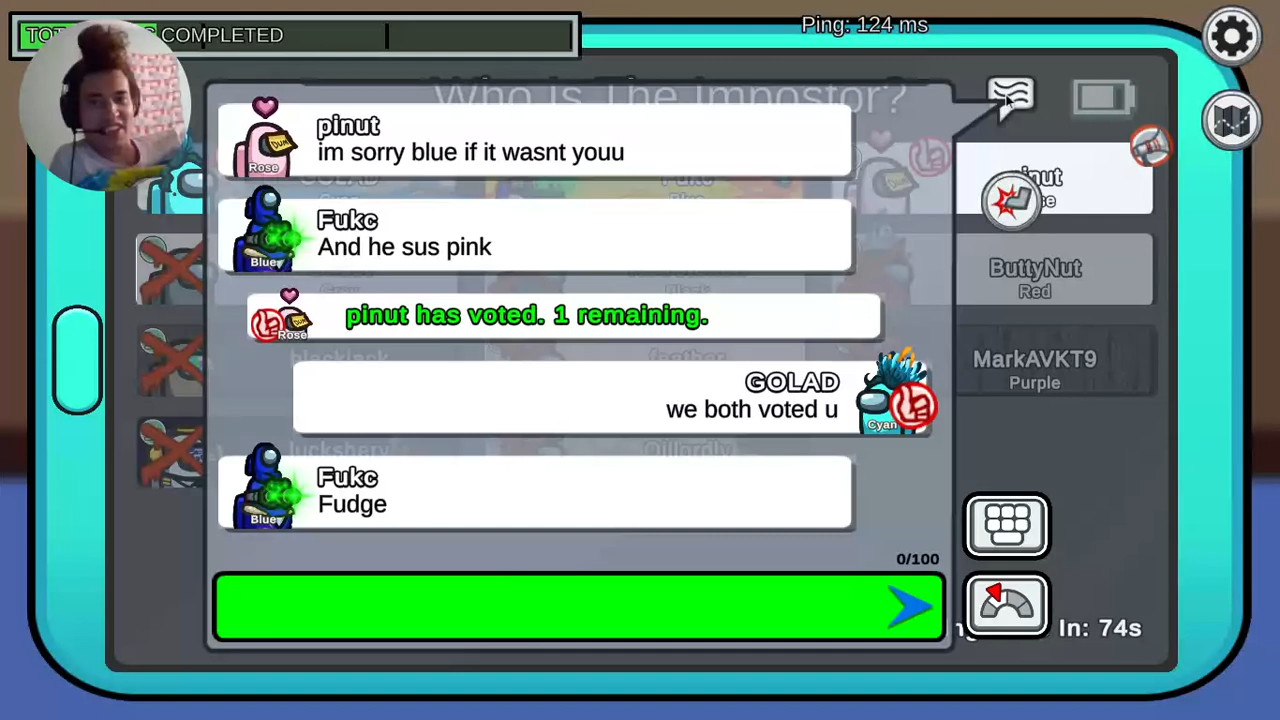 COMPLETED
Ping: 124 ms
Who Is The Impostor?
pinut
im sorry blue if it wasnt youu
Rose
Fukc
And he sus pink
Blue
pinut has voted. 1 remaining.
Rose
GOLAD
we both voted u
Cyan
Fukc
Fudge
Blue
0/100
ButtyNut
Red
MarkAVKT9
Purple
In: 74s